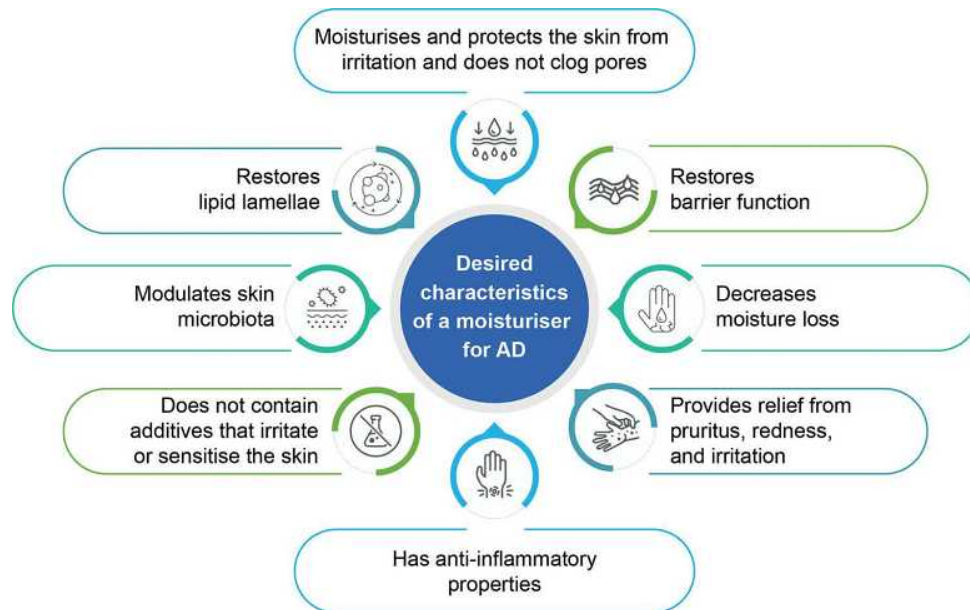 Moisturises and protects the skin from
irritation and does not clog pores
Restores
lipid lamellae
Restores
barrier function
Modulates skin
microbiota
Desired
characteristics
of a moisturiser
for AD
Decreases
moisture loss
Does not contain
additives that irritate
or sensitise the skin
Provides relief from
pruritus, redness,
and irritation
Has anti-inflammatory
properties